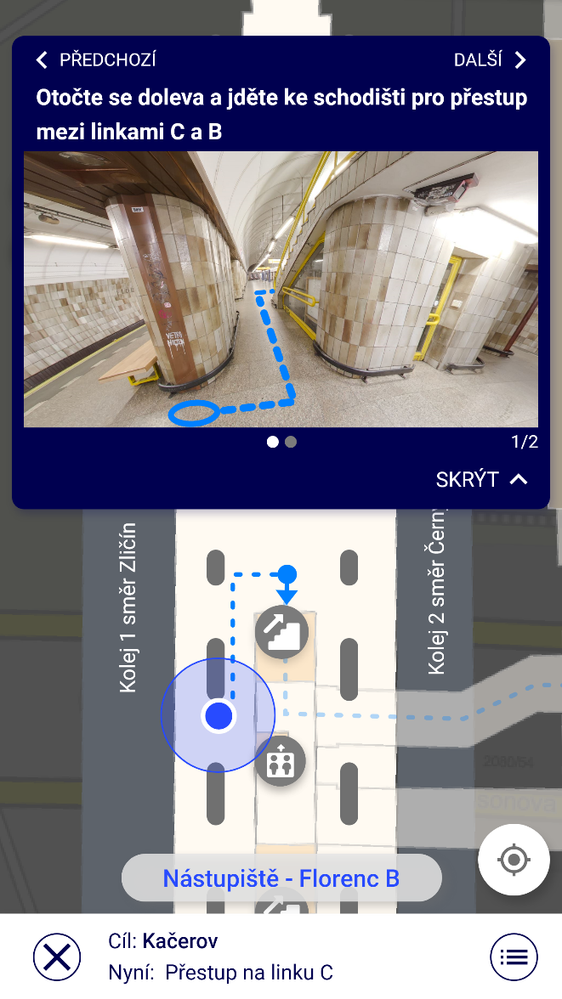 PŘEDCHOZÍ
DALŠÍ
Otočte se doleva a jděte ke schodišti pro přestup
mezi linkami C a B
1/2
SKRÝT
Kolej 1 směr Zličín
Kolej 2 směr Černý
2080/54
sonova
Nástupiště - Florenc B
Cíl: Kačerov
Nyní: Přestup na linku C